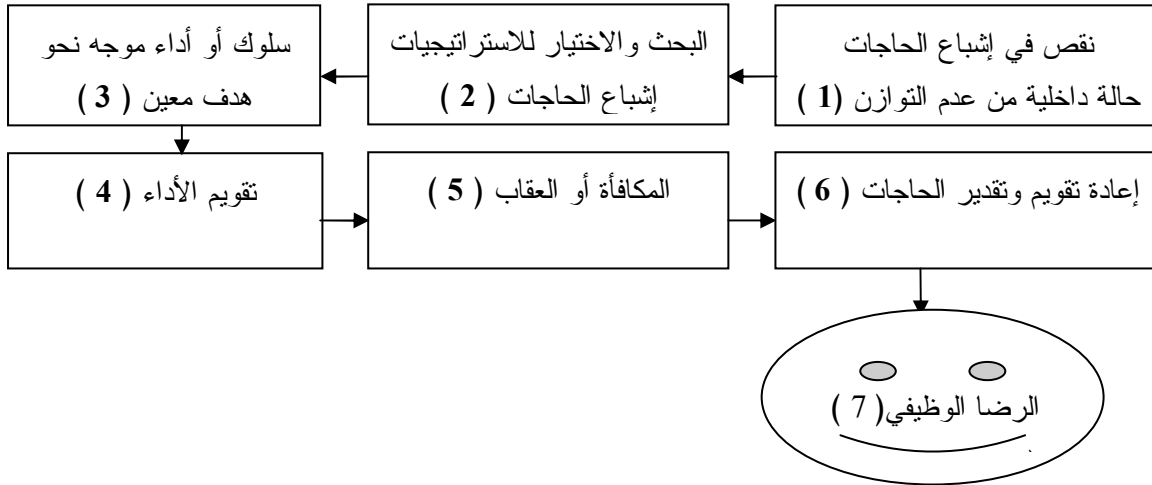 نقص في إشباع الحاجات
حالة داخلية من عدم التوازن (1)
البحث والاختيار للاستراتيجيات
إشباع الحاجات ( 2 )
سلوك أو أداء موجه نحو
هدف معين ( 3 )
تقويم الأداء ( 4 )
المكافأة أو العقاب ( 5 )
إعادة تقويم وتقدير الحاجات ( 6 )
الرضا الوظيفي( 7 )